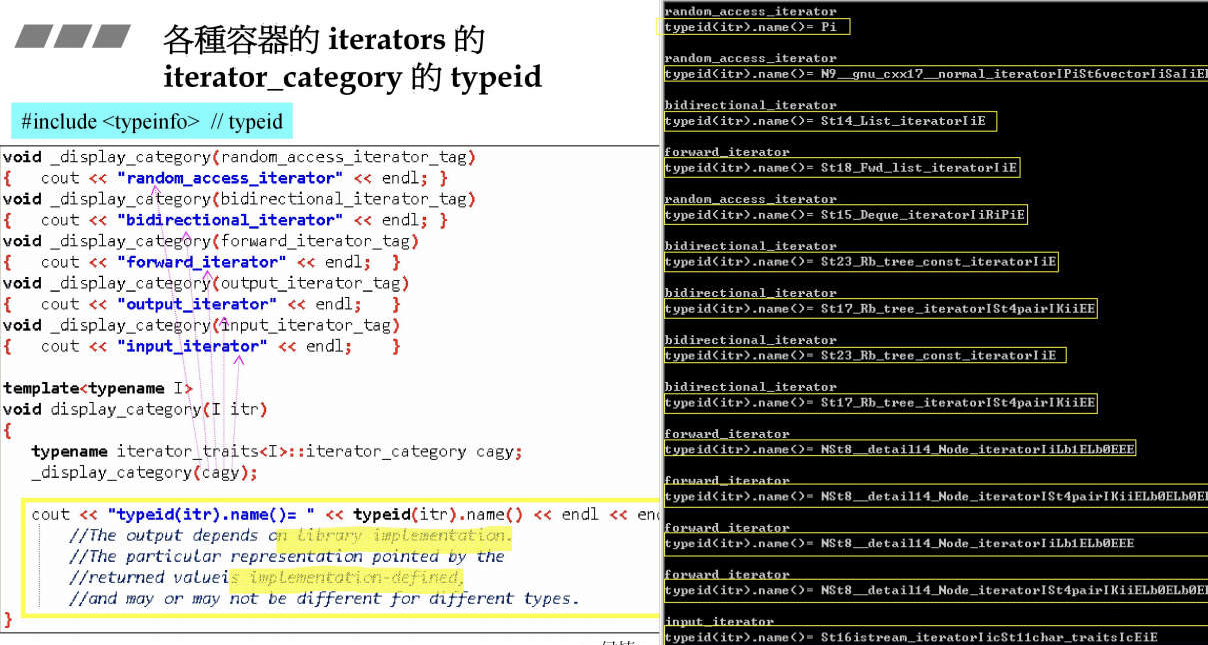 各種容器的 iterators 的
iterator_category 的 typeid
#include <typeinfo>  // typeid
void _display_category(random_access_iterator_tag)
{   cout << "random_access_iterator" << endl; }
void _display_category(bidirectional_iterator_tag)
{   cout << "bidirectional_iterator" << endl; }
void _display_category(forward_iterator_tag)
{   cout << "forward_iterator" << endl;  }
void _display_category(output_iterator_tag)
{   cout << "output_iterator" << endl;   }
void _display_category(input_iterator_tag)
{   cout << "input_iterator" << endl;    }
template<typename I>
void display_category(I itr)
{
   typename iterator_traits<I>::iterator_category cagy;
   _display_category(cagy);
   cout << "typeid(itr).name()= " << typeid(itr).name() << endl << en
       //The output depends on library implementation.
       //The particular representation pointed by the
       //returned valueis implementation-defined,
       //and may or may not be different for different types.
}
random_access_iterator
typeid(itr).name()= Pi
random_access_iterator
typeid(itr).name()= N9__gnu_cxx17__normal_iteratorIPiSt6vectorIiSaIiEE
bidirectional_iterator
typeid(itr).name()= St14_List_iteratorIiE
forward_iterator
typeid(itr).name()= St18_Fwd_list_iteratorIiE
random_access_iterator
typeid(itr).name()= St15_Deque_iteratorIiRiPiE
bidirectional_iterator
typeid(itr).name()= St23_Rb_tree_const_iteratorIiE
bidirectional_iterator
typeid(itr).name()= St17_Rb_tree_iteratorISt4pairIKiiEE
bidirectional_iterator
typeid(itr).name()= St23_Rb_tree_const_iteratorIiE
bidirectional_iterator
typeid(itr).name()= St17_Rb_tree_iteratorISt4pairIKiiEE
forward_iterator
typeid(itr).name()= NSt8__detail14_Node_iteratorIiLb1ELb0EEE
forward_iterator
typeid(itr).name()= NSt8__detail14_Node_iteratorISt4pairIKiiELb0ELb0E
forward_iterator
typeid(itr).name()= NSt8__detail14_Node_iteratorIiLb1ELb0EEE
forward_iterator
typeid(itr).name()= NSt8__detail14_Node_iteratorISt4pairIKiiELb0ELb0E
input_iterator
typeid(itr).name()= St16istream_iteratorIicSt11char_traitsIcEiE